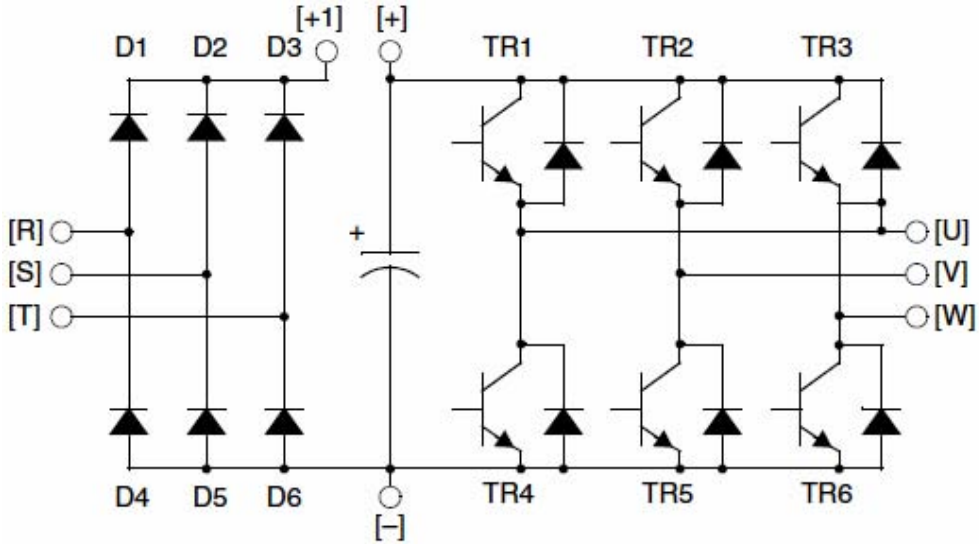 [+1] [+]
D1 D2 D3 TR1 TR2 TR3
[R] [U]
+
[S] [V]
[T] [W]
D4 D5 D6 TR4 TR5 TR6
[–]